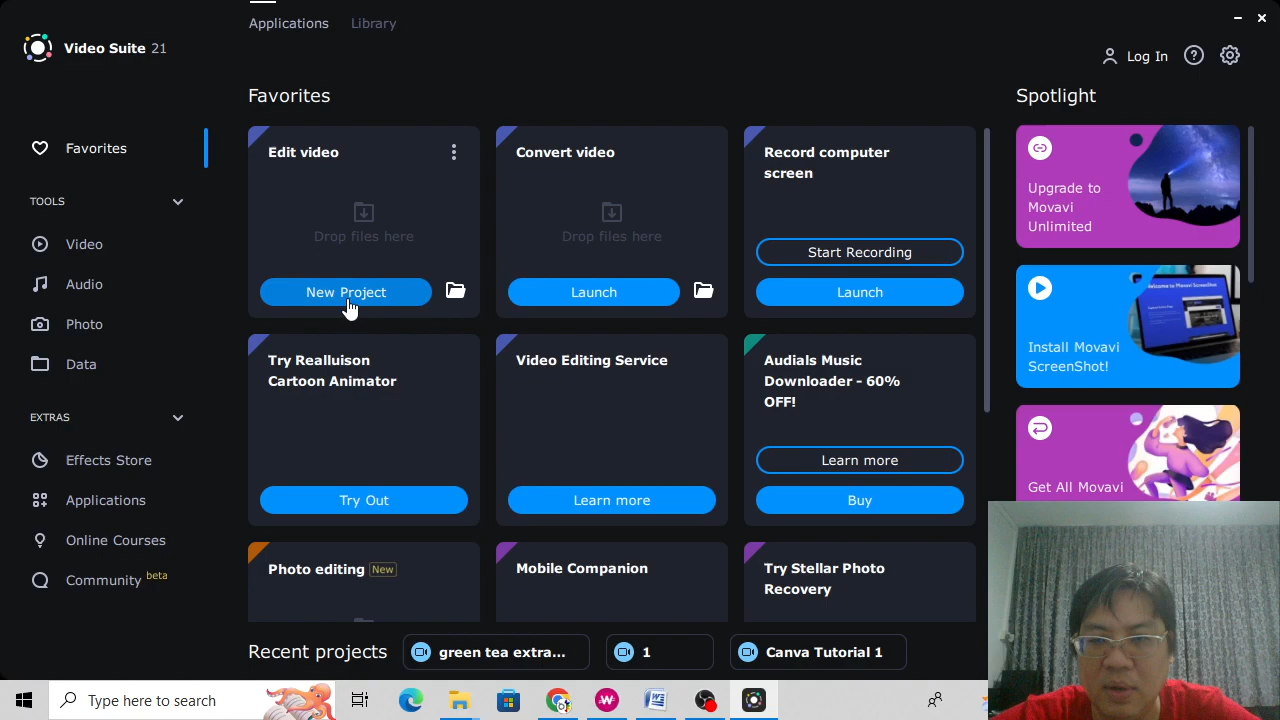 Applications Library
Video Suite 21
Log In
Favorites
Spotlight
Favorites
TOOLS
Video
Audio
Photo
Data
EXTRAS
Effects Store
Applications
Online Courses
Community beta
Edit video
Drop files here
New Project
Convert video
Drop files here
Launch
Record computer
screen
Start Recording
Launch
Try Realluison
Cartoon Animator
Try Out
Video Editing Service
Learn more
Audials Music
Downloader - 60%
OFF!
Learn more
Buy
Photo editing New
Mobile Companion
Try Stellar Photo
Recovery
Upgrade to
Movavi
Unlimited
Install Movavi
ScreenShot!
Get All Movavi
Recent projects
green tea extra...
1
Canva Tutorial 1
Type here to search